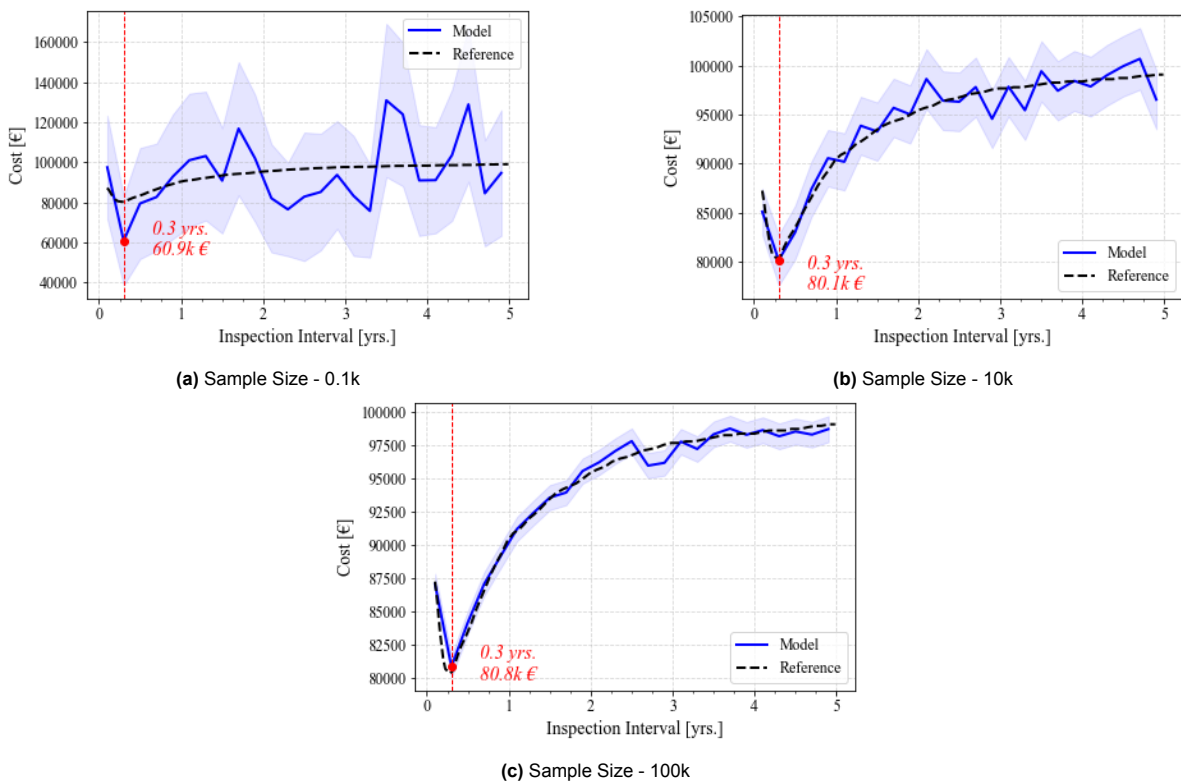 160000
140000
120000
100000
80000
60000
40000
Cost [€]
Model
Reference
0.3 yrs.
60.9k €
0
1
2
3
4
5
Inspection Interval [yrs.]
(a) Sample Size - 0.1k
105000
100000
95000
90000
85000
80000
Cost [€]
0.3 yrs.
80.1k €
Model
Reference
0
1
2
3
4
5
Inspection Interval [yrs.]
(b) Sample Size - 10k
100000
97500
95000
92500
90000
87500
85000
82500
80000
Cost [€]
0.3 yrs.
80.8k €
Model
Reference
0
1
2
3
4
5
Inspection Interval [yrs.]
(c) Sample Size - 100k